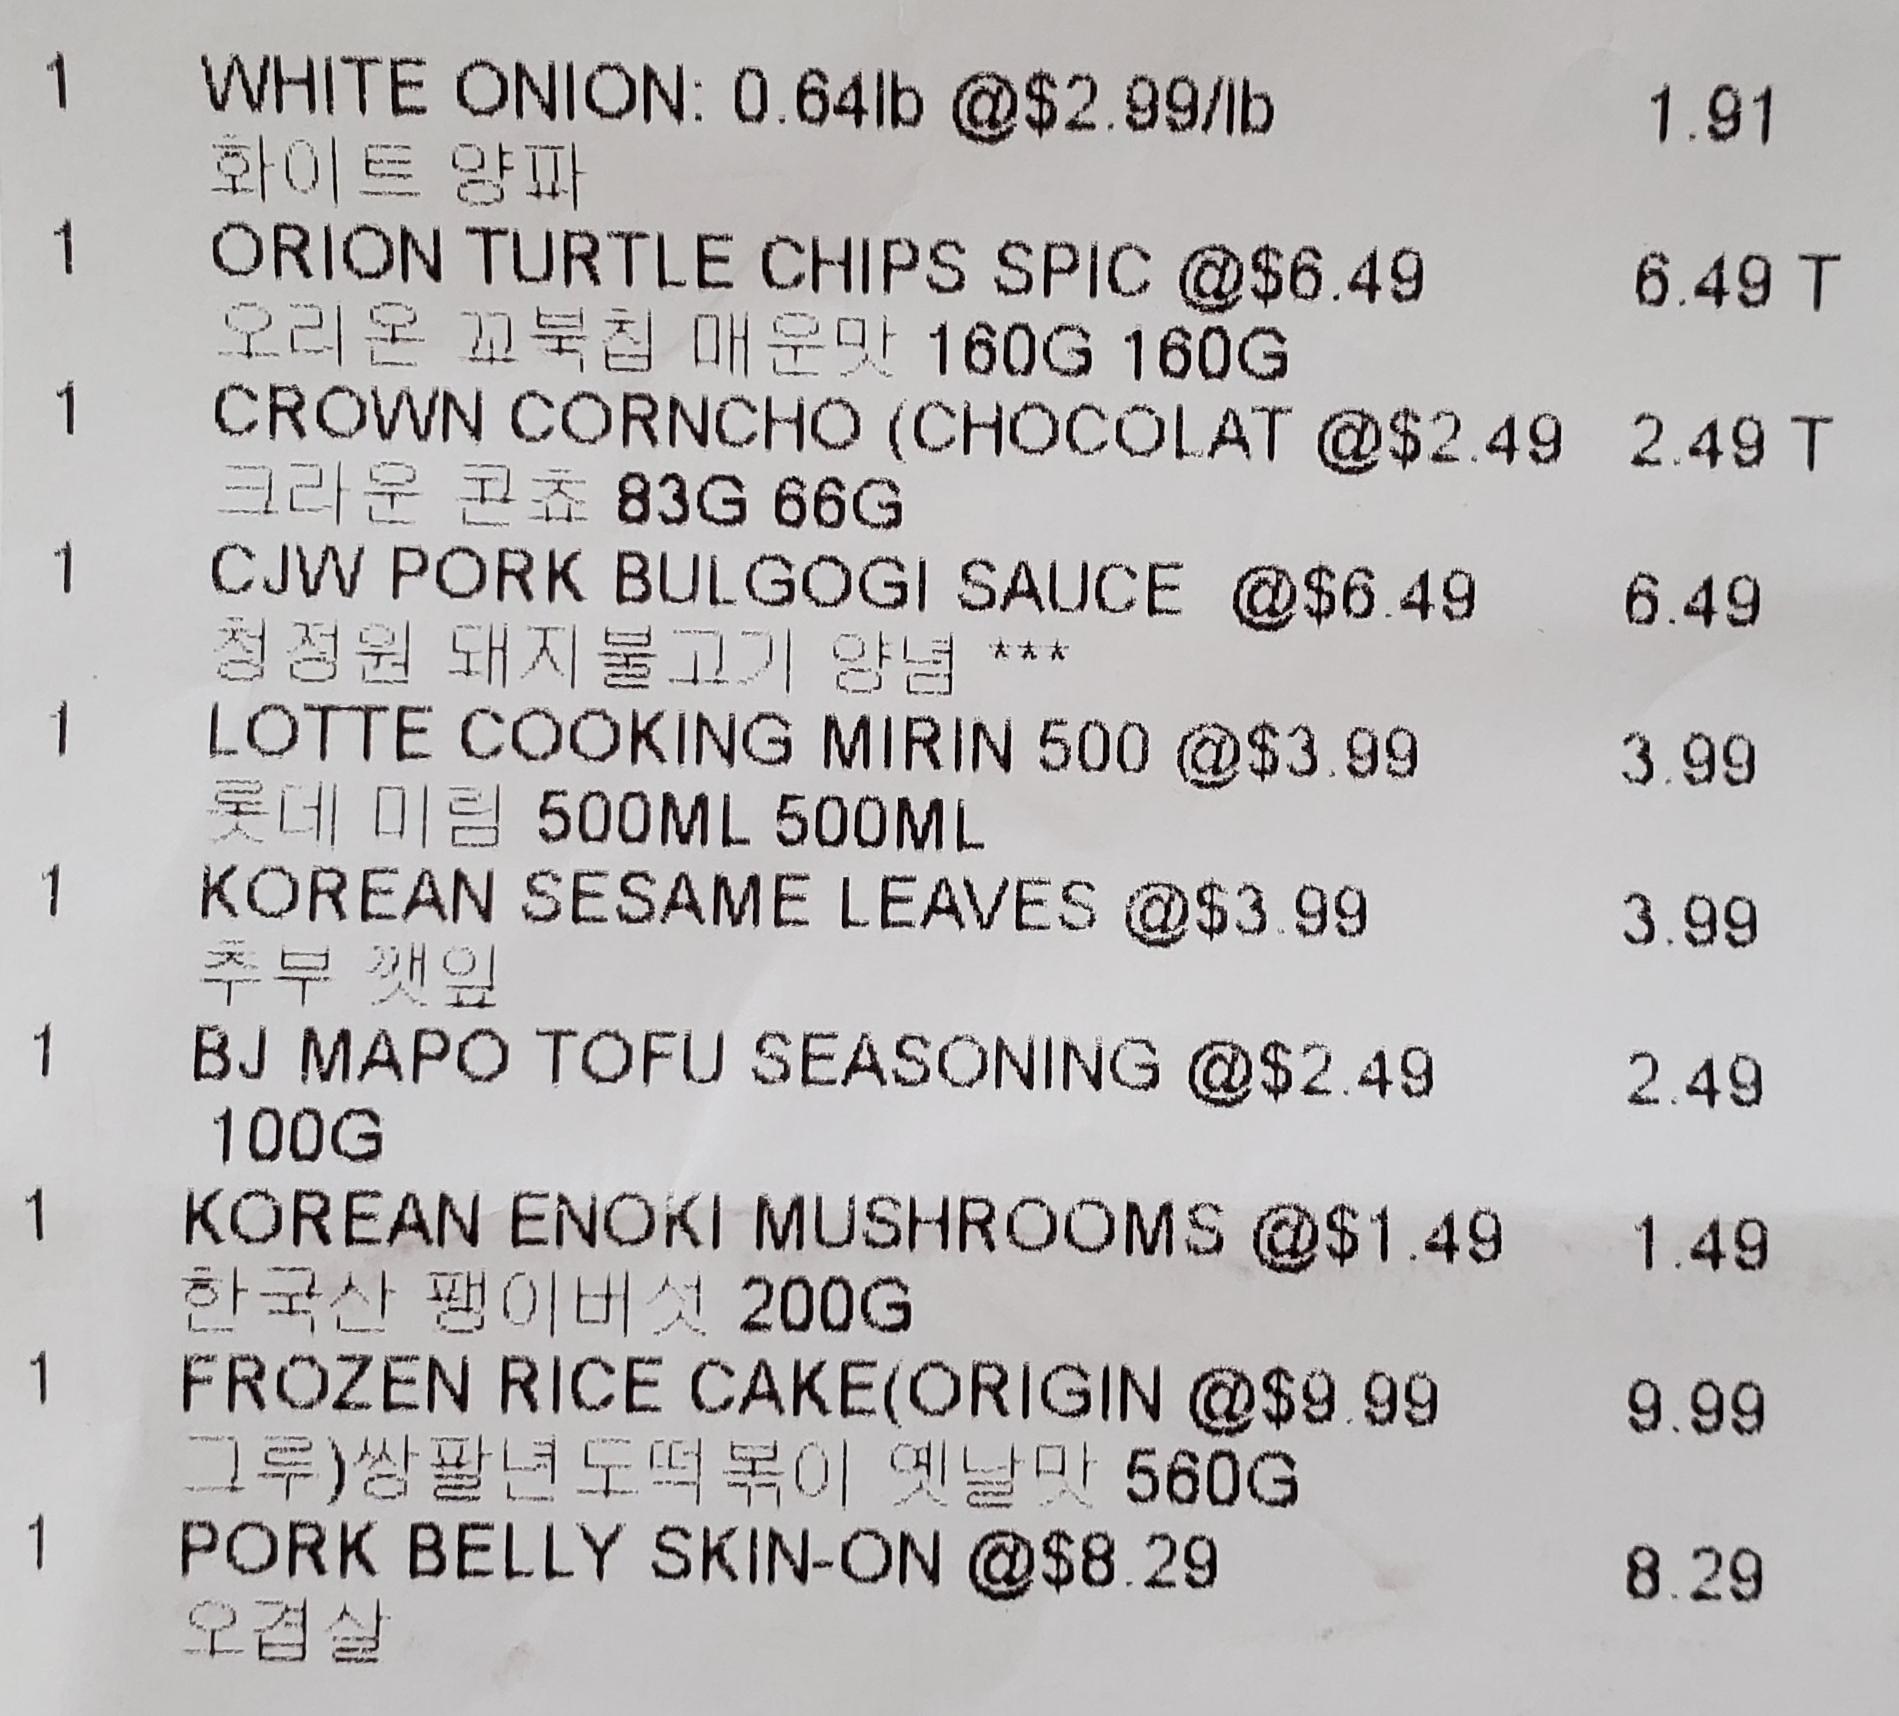 1 WHITE ONION: 0.64lb @$2.99/lb 1.91
화이트 양파
1 ORION TURTLE CHIPS SPIC @$6.49 6.49 T
오리온 꼬북칩 매운맛 160G 160G
1 CROWN CORNCHO (CHOCOLAT @$2.49 2.49 T
크라운 콘쵸 83G 66G
1 CJW PORK BULGOGI SAUCE @$6.49 6.49
청정원 돼지불고기 양념 ***
1 LOTTE COOKING MIRIN 500 @$3.99 3.99
롯데 미림 500ML 500ML
1 KOREAN SESAME LEAVES @$3.99 3.99
추부 깻잎
1 BJ MAPO TOFU SEASONING @$2.49 2.49
100G
1 KOREAN ENOKI MUSHROOMS @$1.49 1.49
한국산 팽이버섯 200G
1 FROZEN RICE CAKE(ORIGIN @$9.99 9.99
그루)쌍팔년도떡볶이 옛날맛 560G
1 PORK BELLY SKIN-ON @$8.29 8.29
오겹살